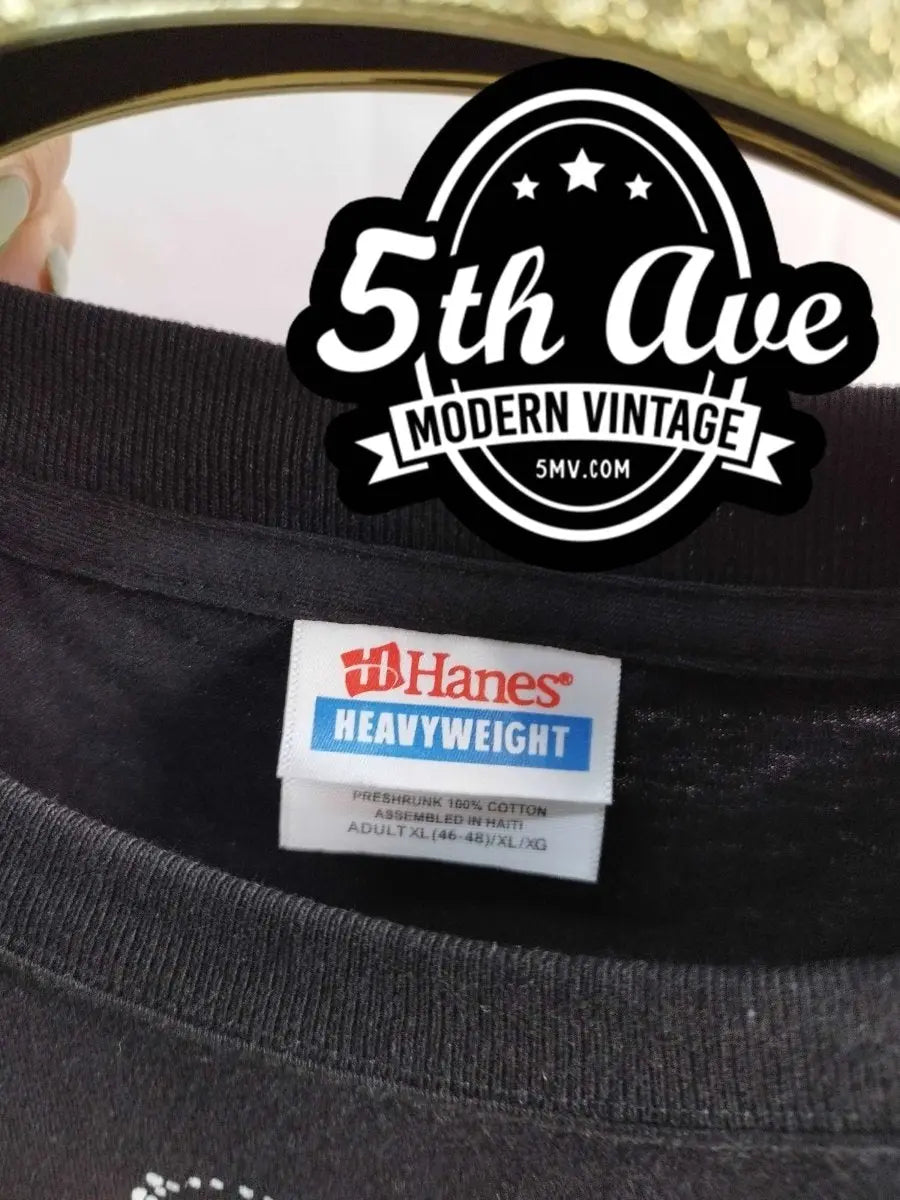 5th Ave
MODERN VINTAGE
5MV.COM
Hanes®
HEAVYWEIGHT
PRESHRUNK 100% COTTON
ASSEMBLED IN HAITI
ADULT XL (46-48)/XL/XG